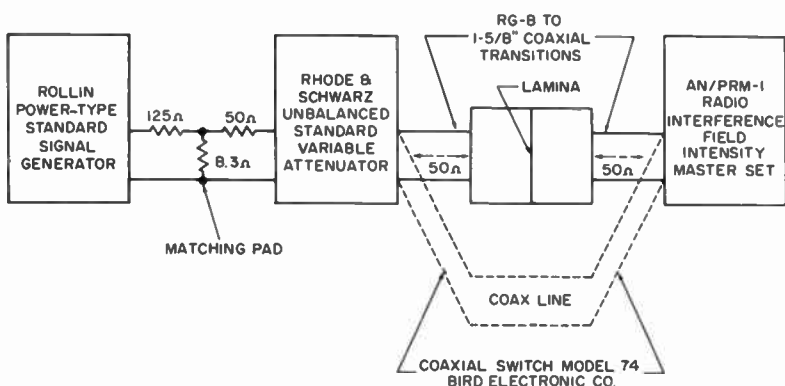 ROLLIN
POWER-TYPE
STANDARD
SIGNAL
GENERATOR
125Ω
50Ω
8.3Ω
MATCHING PAD
RHODE &
SCHWARZ
UNBALANCED
STANDARD
VARIABLE
ATTENUATOR
RG-8 TO
1-5/8" COAXIAL
TRANSITIONS
LAMINA
50Ω
50Ω
AN/PRM-1
RADIO
INTERFERENCE
FIELD
INTENSITY
MASTER SET
COAX LINE
COAXIAL SWITCH MODEL 74
BIRD ELECTRONIC CO.